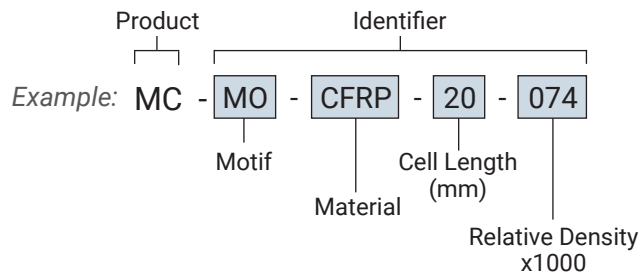 Product Identifier
Example: MC - MO - CFRP - 20 - 074
Motif
Material
Cell Length
(mm)
Relative Density
x1000